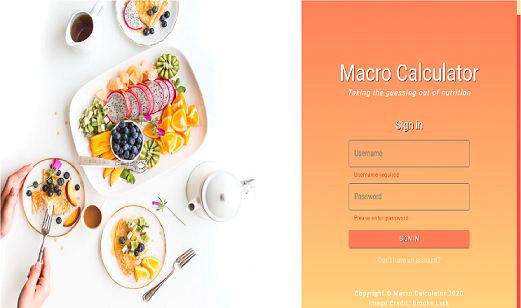 Macro Calculator
Taking the guessing out of nutrition
Sign in
Username
Username required
Password
Please enter password
SIGN IN
Don't have an account?
Copyright © Macro Calculator 2020
Image Credit: Brooke Lark